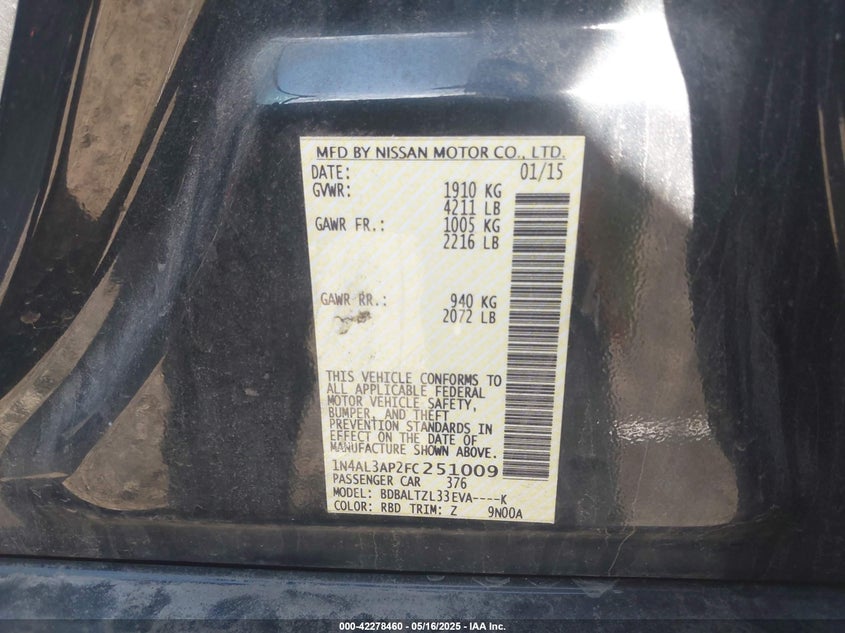 MFD BY NISSAN MOTOR CO., LTD.
DATE: 01/15
GVWR: 1910 KG
4211 LB
GAWR FR.: 1005 KG
2216 LB
GAWR RR.: 940 KG
2072 LB
THIS VEHICLE CONFORMS TO
ALL APPLICABLE FEDERAL
MOTOR VEHICLE SAFETY,
BUMPER, AND THEFT
PREVENTION STANDARDS IN
EFFECT ON THE DATE OF
MANUFACTURE SHOWN ABOVE.
1N4AL3AP2FC251009
PASSENGER CAR 376
MODEL: BDBALTZL33EVA----K
COLOR: RBD TRIM: Z 9N00A
000-42278460 - 05/16/2025 - IAA Inc.